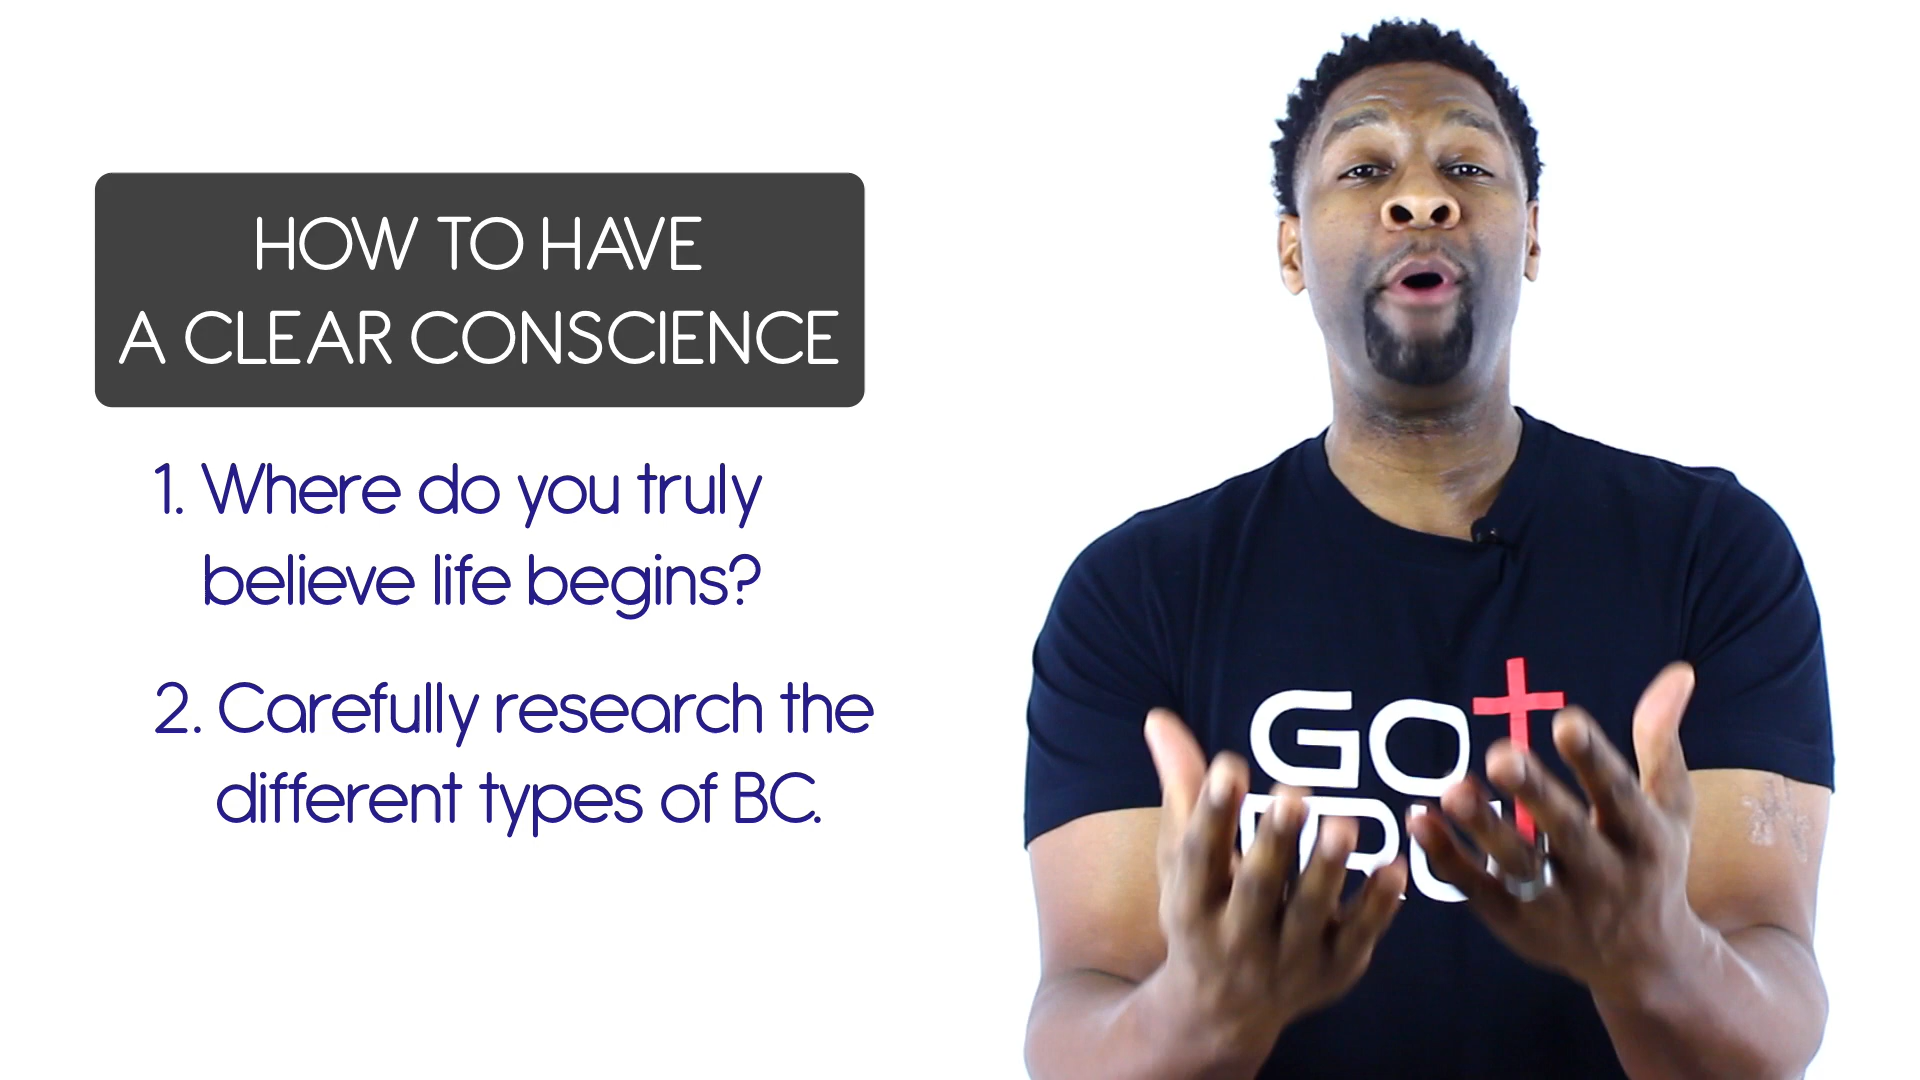 HOW TO HAVE
A CLEAR CONSCIENCE
1. Where do you truly
believe life begins?
2. Carefully research the
different types of BC.
GOT